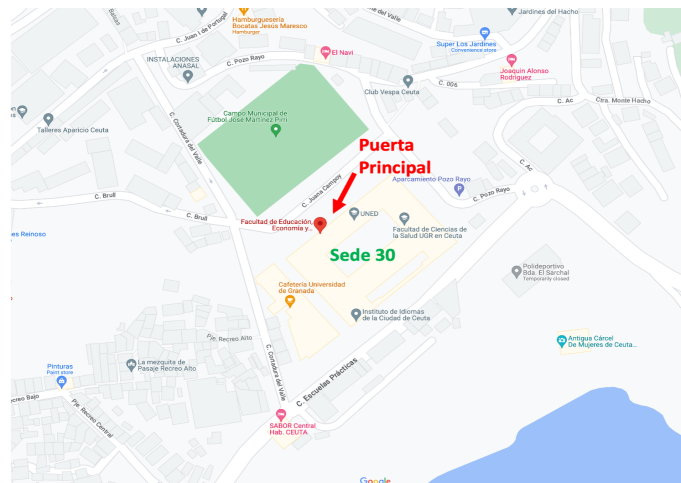 C. Juan I de Portugal
Hamburguesería
Bocatas Jesús Maresco
Hamburger
del Valle
Jardines del Hacho
INSTALACIONES
ANASAL
C. Pozo Rayo
El Navi
Super Los Jardines
Convenience store
Joaquin Alonso
Rodriguez
C. 006
Club Vespa Ceuta
C. Ac
Ctra. Monte Hacho
Talleres Aparicio Ceuta
C. Cortadura del Valle
Campo Municipal de
Fútbol José Martínez Pirri
Puerta
Principal
C. Ac
C. Juana Campoy
Aparcamiento Pozo Rayo
C. Pozo Rayo
C. Brull
C. Brull
Facultad de Educación,
Economía y...
UNED
Facultad de Ciencias de
la Salud UGR en Ceuta
es Reinoso
Sede 30
Polideportivo
Bda. El Sarchal
Temporarily closed
Cafetería Universidad
de Granada
Instituto de Idiomas
de la Ciudad de Ceuta
Pje. Recreo Alto
Antigua Cárcel
De Mujeres de Ceuta...
La mezquita de
Pasaje Recreo Alto
C. Cortadura del Valle
Pinturas
Paint store
C. Escuelas Prácticas
creo Bajo
Pje. Recreo Central
SABOR Central
Hab. CEUTA
Google